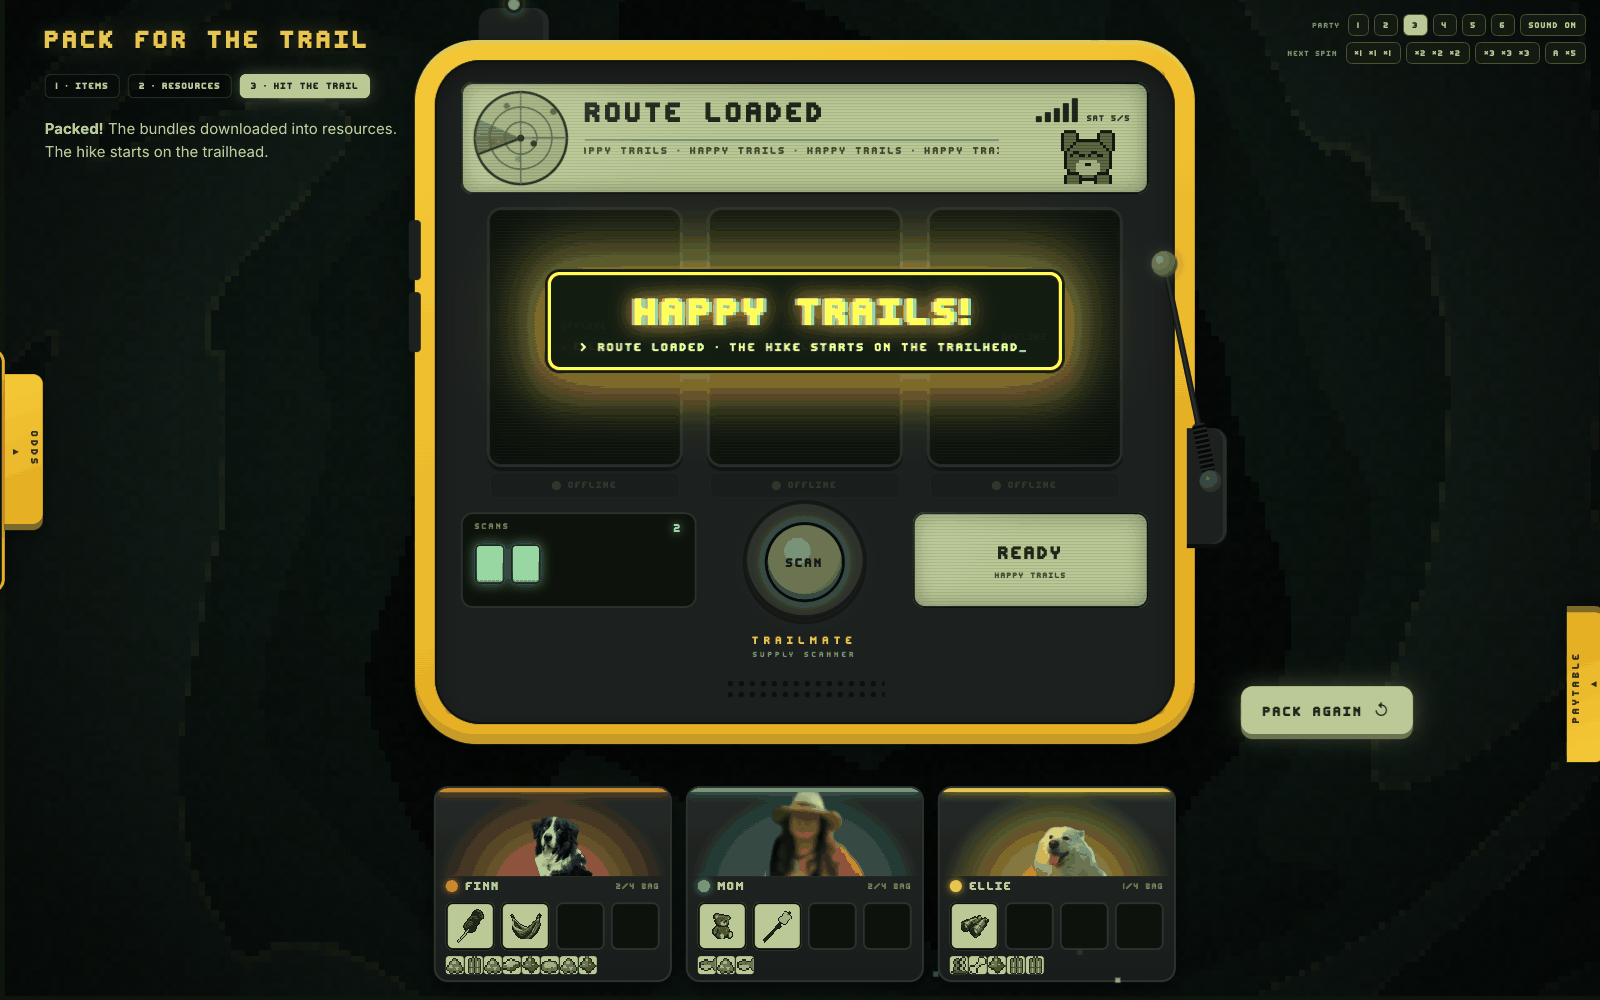 PACK FOR THE TRAIL
1 · ITEMS
2 · RESOURCES
3 · HIT THE TRAIL
Packed! The bundles downloaded into resources.
The hike starts on the trailhead.
PARTY
1
2
3
4
5
6
SOUND ON
NEXT SPIN
×1 ×1 ×1
×2 ×2 ×2
×3 ×3 ×3
A ×5
ROUTE LOADED
SAT 5/5
PPY TRAILS · HAPPY TRAILS · HAPPY TRAILS · HAPPY TRA
HAPPY TRAILS!
> ROUTE LOADED · THE HIKE STARTS ON THE TRAILHEAD_
OFFLINE
OFFLINE
OFFLINE
SCANS
2
SCAN
READY
HAPPY TRAILS
TRAILMATE
SUPPLY SCANNER
ODDS
PAYTABLE
PACK AGAIN
FINN
2/4 BAG
MOM
2/4 BAG
ELLIE
1/4 BAG